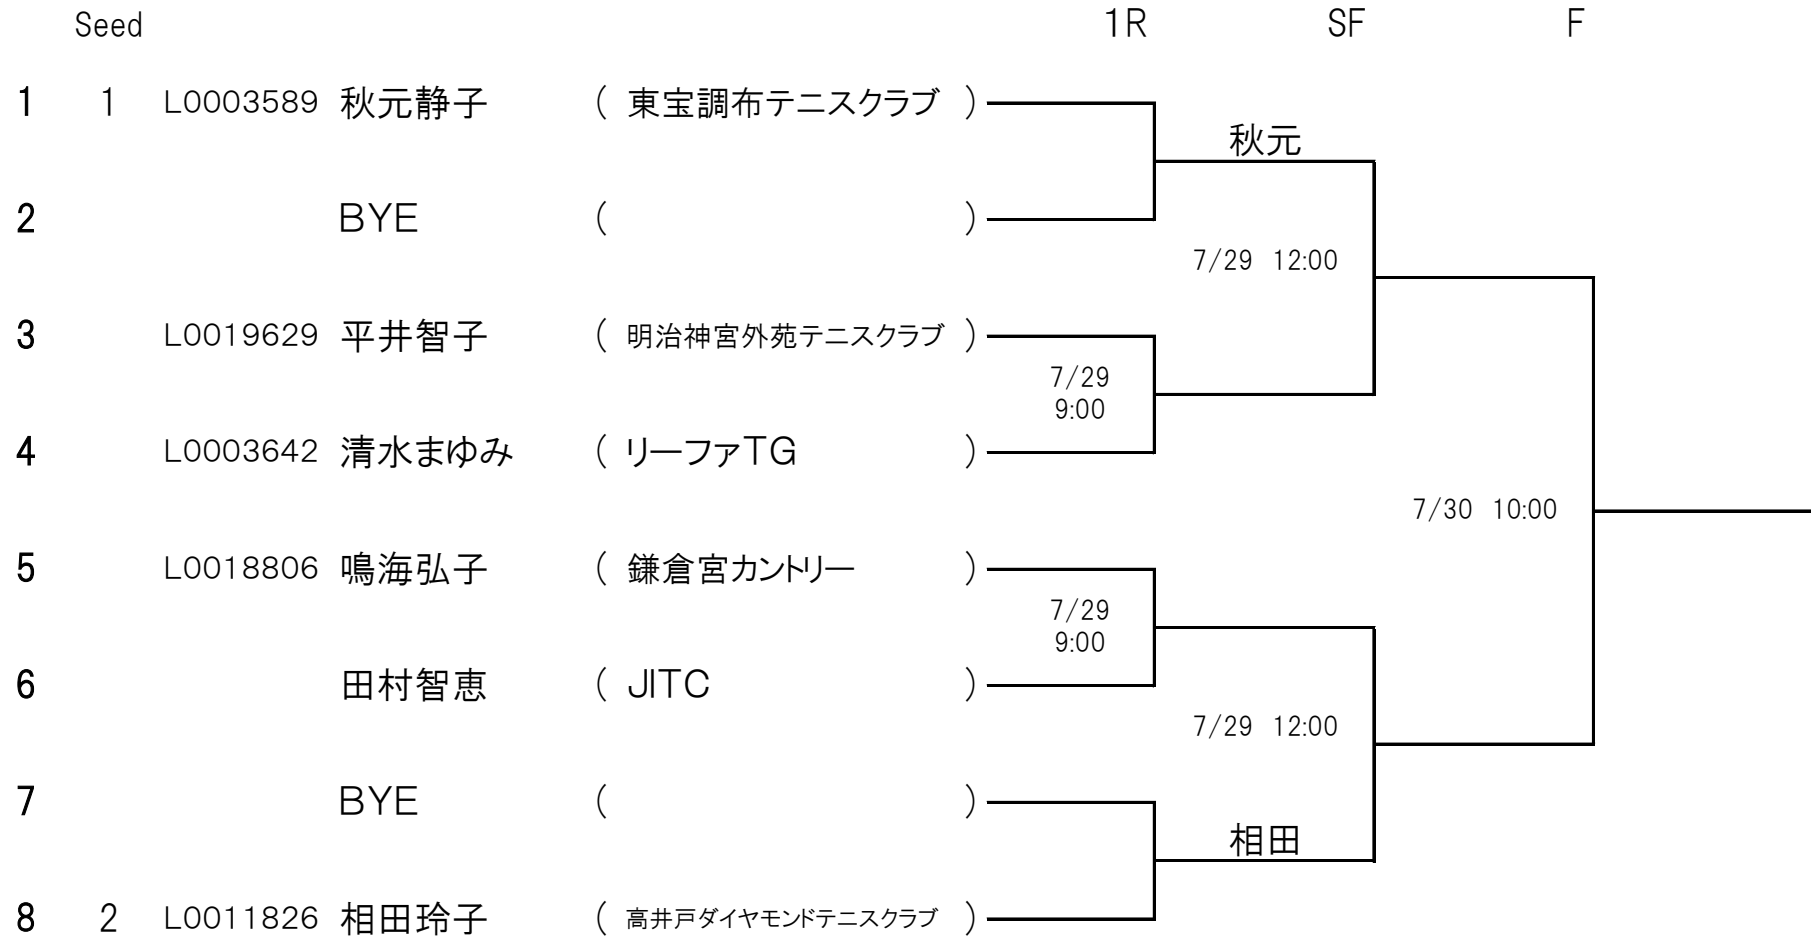 Seed 1R SF F
1 1 L0003589 秋元静子 ( 東宝調布テニスクラブ )
秋元
2 BYE ( )
7/29 12:00
3 L0019629 平井智子 ( 明治神宮外苑テニスクラブ )
7/29
9:00
4 L0003642 清水まゆみ ( リーファTG )
7/30 10:00
5 L0018806 鳴海弘子 ( 鎌倉宮カントリー )
7/29
9:00
6 田村智恵 ( JITC )
7/29 12:00
7 BYE ( )
相田
8 2 L0011826 相田玲子 ( 高井戸ダイヤモンドテニスクラブ )